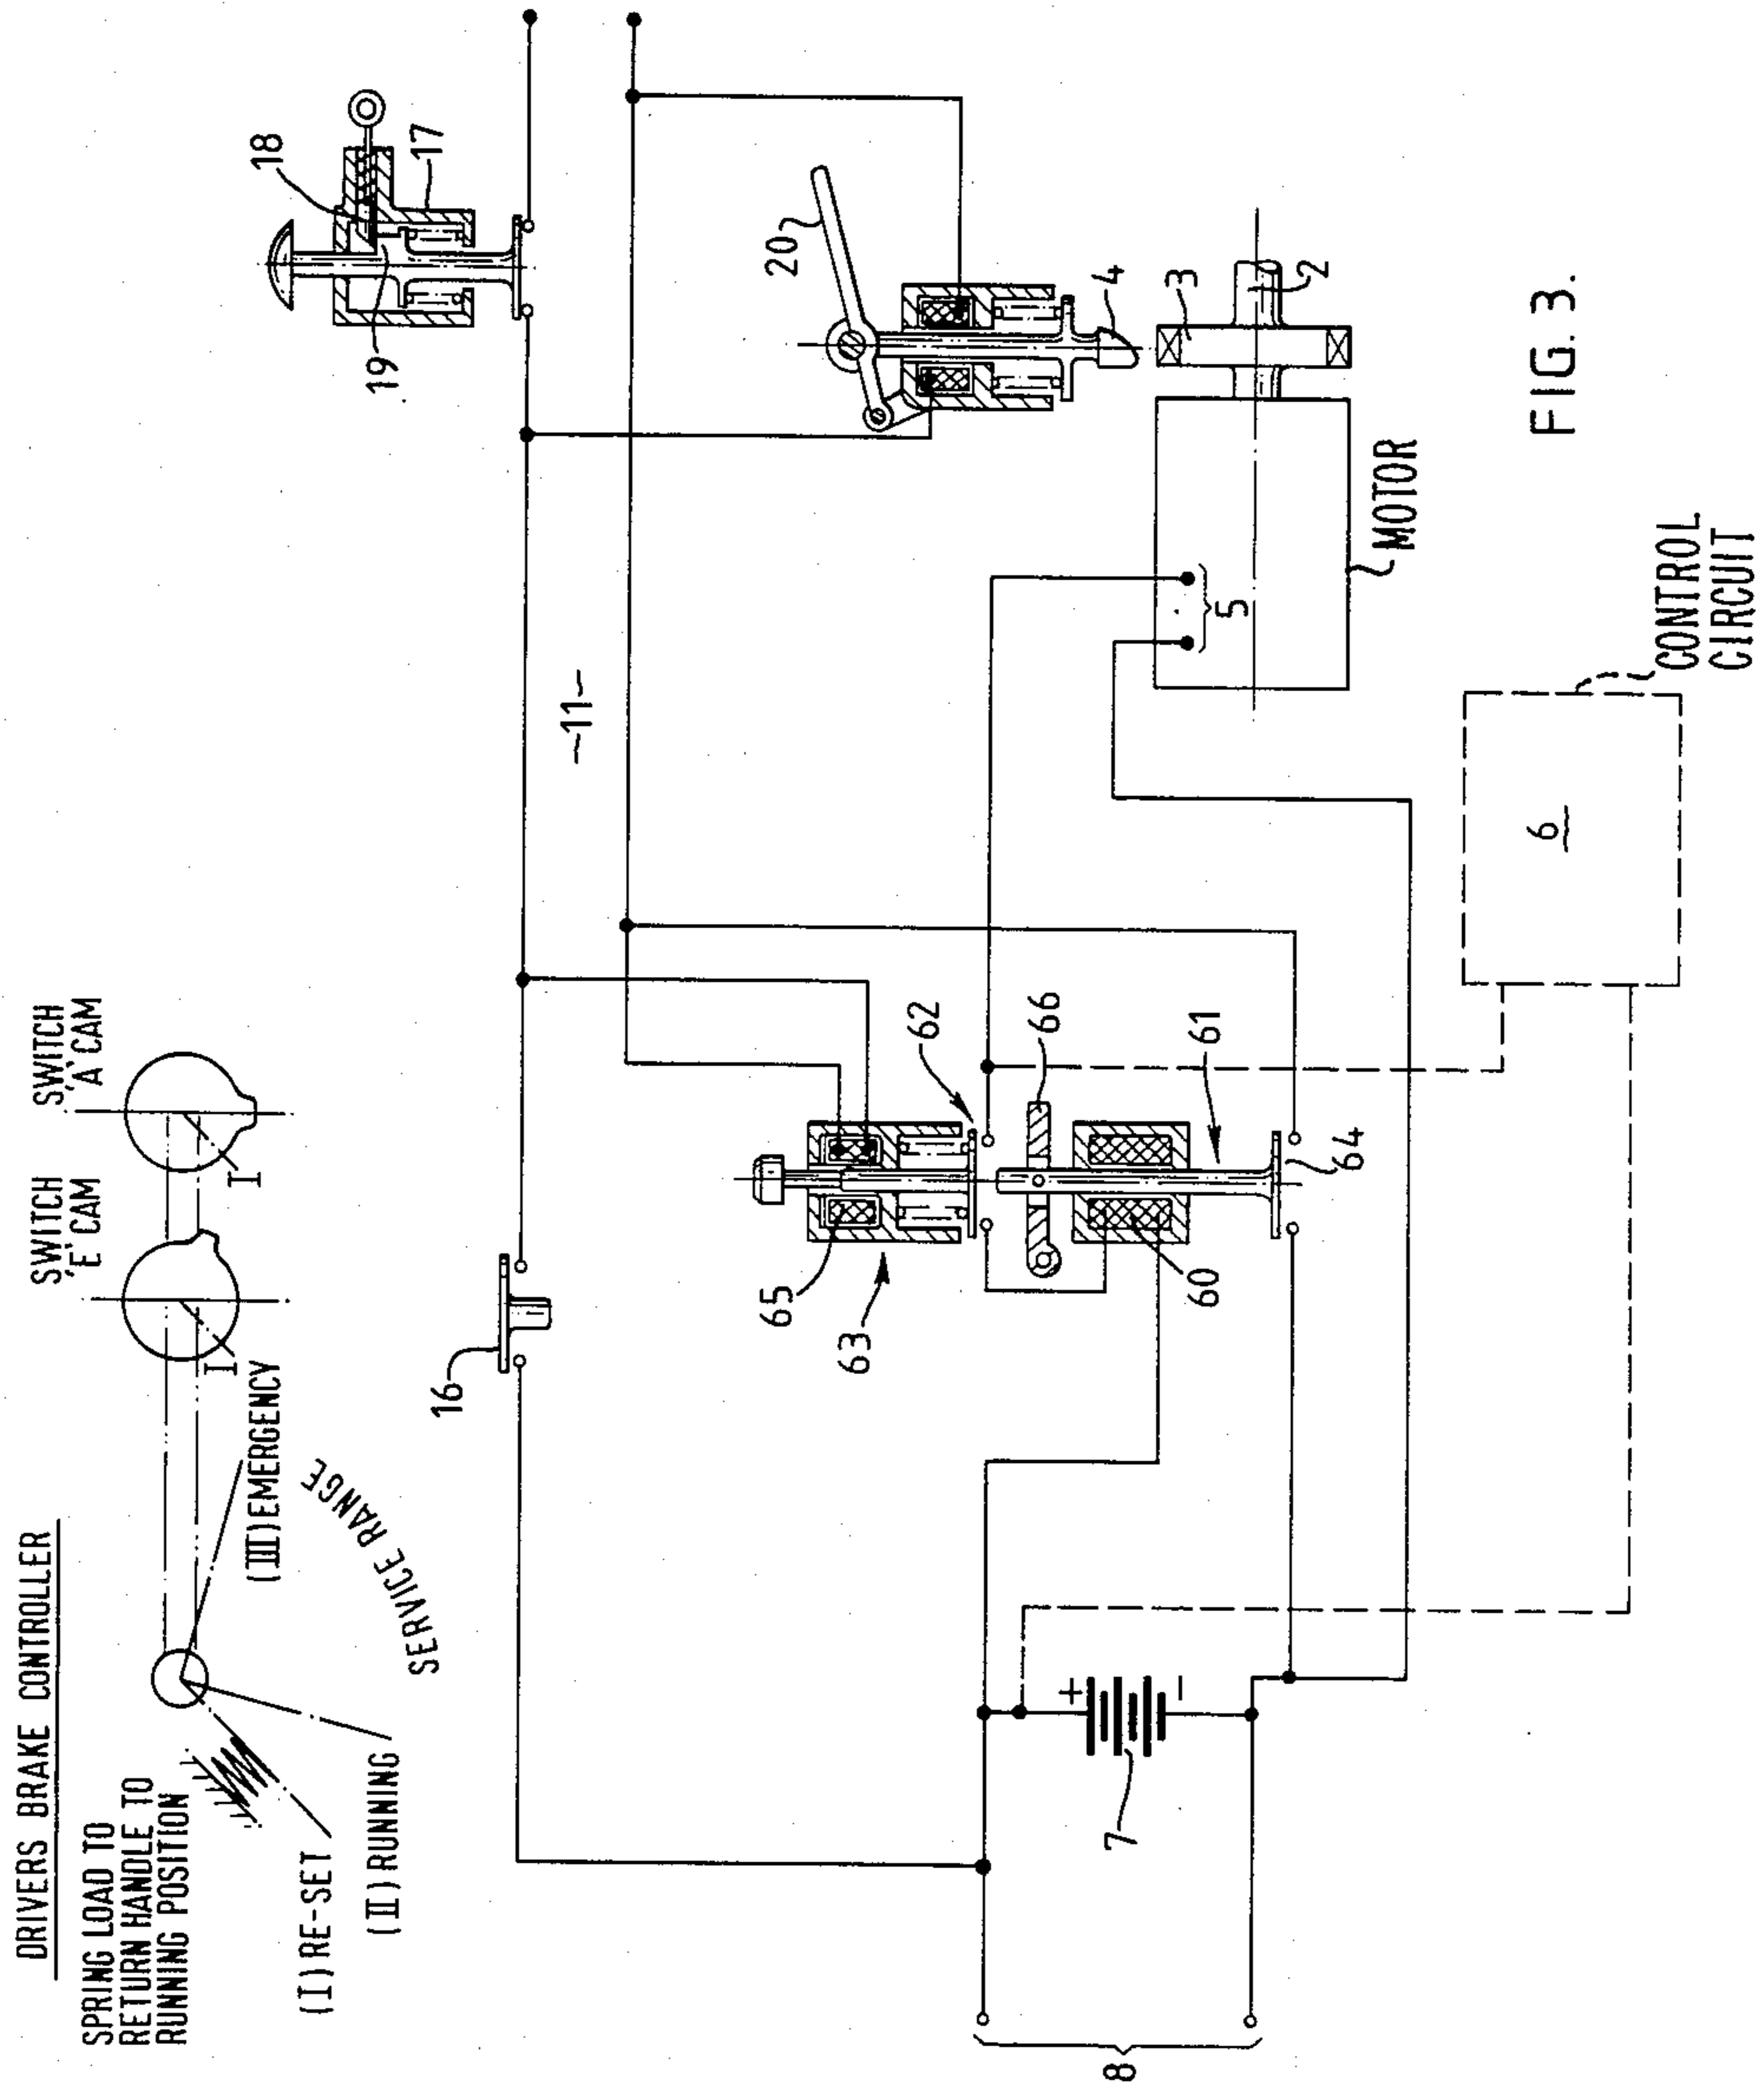 DRIVERS BRAKE CONTROLLER
SPRING LOAD TO
RETURN HANDLE TO
RUNNING POSITION
(I) RE-SET
(II) RUNNING
(III) EMERGENCY
SERVICE RANGE
SWITCH
'E' CAM
I
SWITCH
'A' CAM
I
16
18
17
19
11
20
4
3
2
5
MOTOR
62
66
61
64
65
63
60
7
+
−
8
6
CONTROL
CIRCUIT
FIG.3.